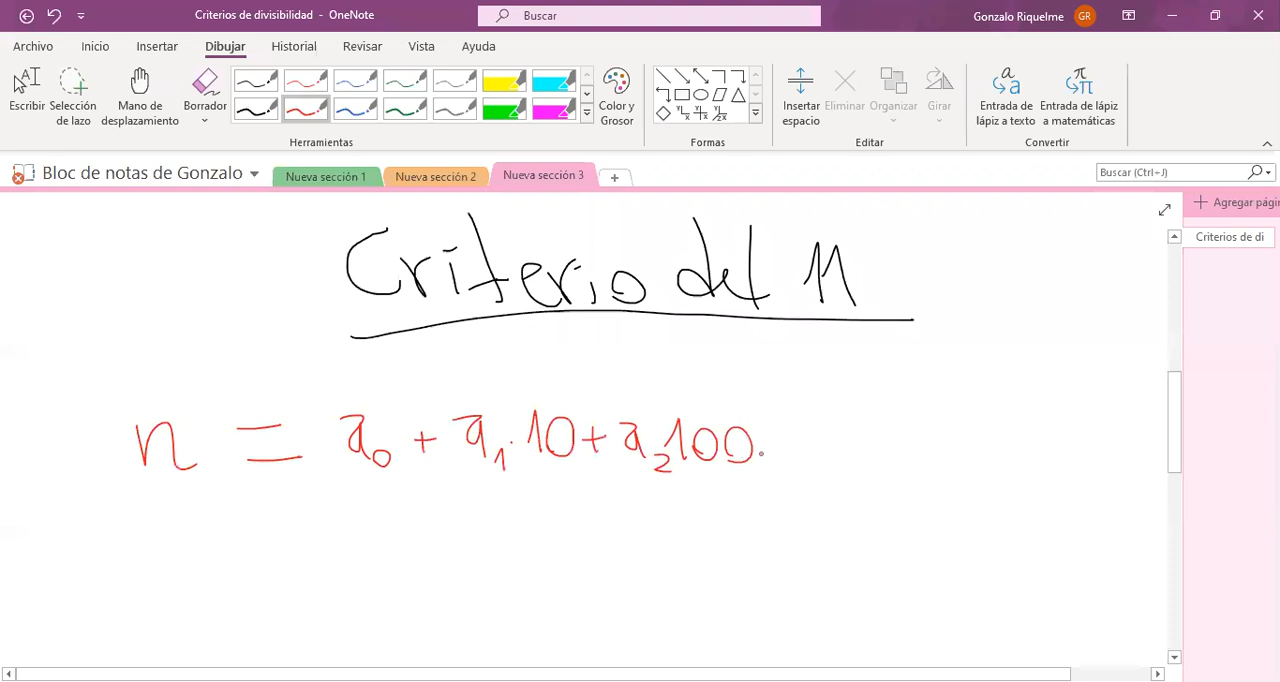 Criterios de divisibilidad - OneNote
Buscar
Gonzalo Riquelme GR
Archivo Inicio Insertar Dibujar Historial Revisar Vista Ayuda
Escribir Selección de lazo Mano de desplazamiento Borrador Color y Grosor Insertar espacio Eliminar Organizar Girar Entrada de lápiz a texto Entrada de lápiz a matemáticas
Herramientas Formas Editar Convertir
Bloc de notas de Gonzalo Nueva sección 1 Nueva sección 2 Nueva sección 3 Buscar (Ctrl+J)
Agregar págin
Criterios de di
Criterio del 11
n = a₀ + a₁·10 + a₂100